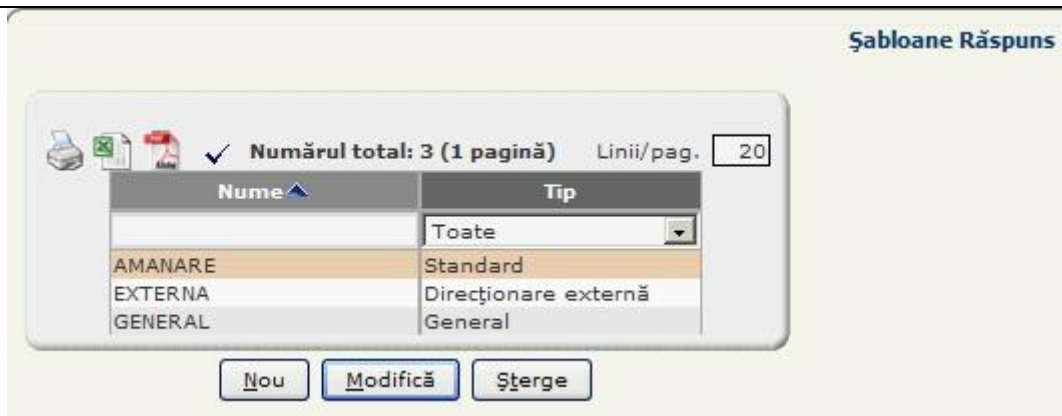 Şabloane Răspuns
Numărul total: 3 (1 pagină) Linii/pag. 20
Nume Tip
Toate
AMANARE Standard
EXTERNA Direcţionare externă
GENERAL General
Nou Modifică Şterge